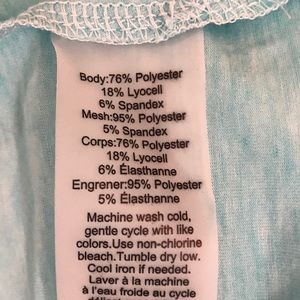 Body:76% Polyester
18% Lyocell
6% Spandex
Mesh:95% Polyester
5% Spandex
Corps:76% Polyester
18% Lyocell
6% Élasthanne
Engrener:95% Polyester
5% Élasthanne
Machine wash cold,
gentle cycle with like
colors.Use non-chlorine
bleach.Tumble dry low.
Cool iron if needed.
Laver à la machine
à l'eau froide au cycle